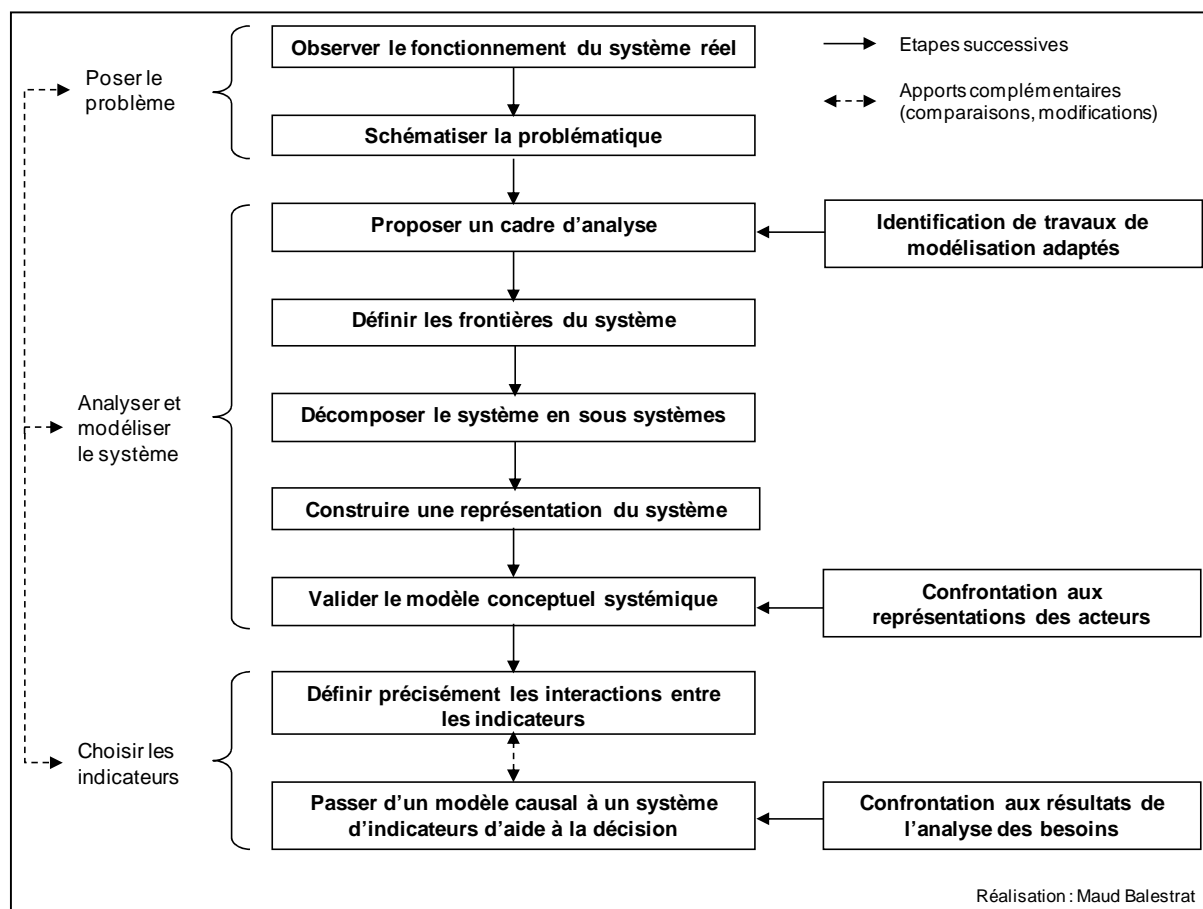 Observer le fonctionnement du système réel
Etapes successives
Poser le
problème
Apports complémentaires
(comparaisons, modifications)
Schématiser la problématique
Proposer un cadre d'analyse
Identification de travaux de
modélisation adaptés
Définir les frontières du système
Analyser et
modéliser
le système
Décomposer le système en sous systèmes
Construire une représentation du système
Valider le modèle conceptuel systémique
Confrontation aux
représentations des acteurs
Choisir les
indicateurs
Définir précisément les interactions entre
les indicateurs
Passer d'un modèle causal à un système
d'indicateurs d'aide à la décision
Confrontation aux résultats de
l'analyse des besoins
Réalisation : Maud Balestrat